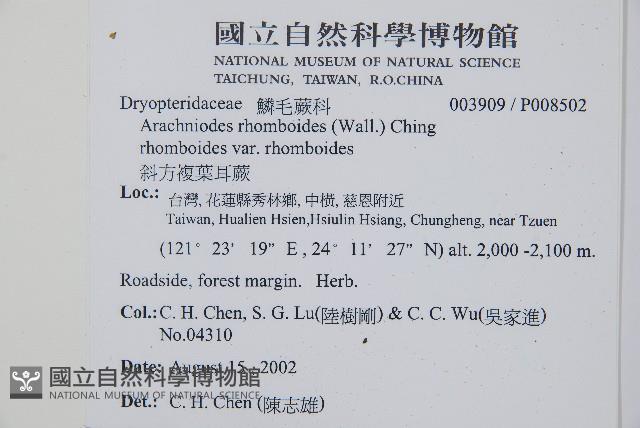 國立自然科學博物館
NATIONAL MUSEUM OF NATURAL SCIENCE
TAICHUNG, TAIWAN, R.O.CHINA
Dryopteridaceae 鱗毛蕨科 003909 / P008502
Arachniodes rhomboides (Wall.) Ching
rhomboides var. rhomboides
斜方複葉耳蕨
Loc.: 台灣, 花蓮縣秀林鄉, 中橫, 慈恩附近
Taiwan, Hualien Hsien,Hsiulin Hsiang, Chungheng, near Tzuen
(121° 23' 19" E , 24° 11' 27" N) alt. 2,000 -2,100 m.
Roadside, forest margin. Herb.
Col.: C. H. Chen, S. G. Lu(陸樹剛) & C. C. Wu(吳家進)
No.04310
Date: August 15, 2002
國立自然科學博物館
NATIONAL MUSEUM OF NATURAL SCIENCE
Det.: C. H. Chen (陳志雄)